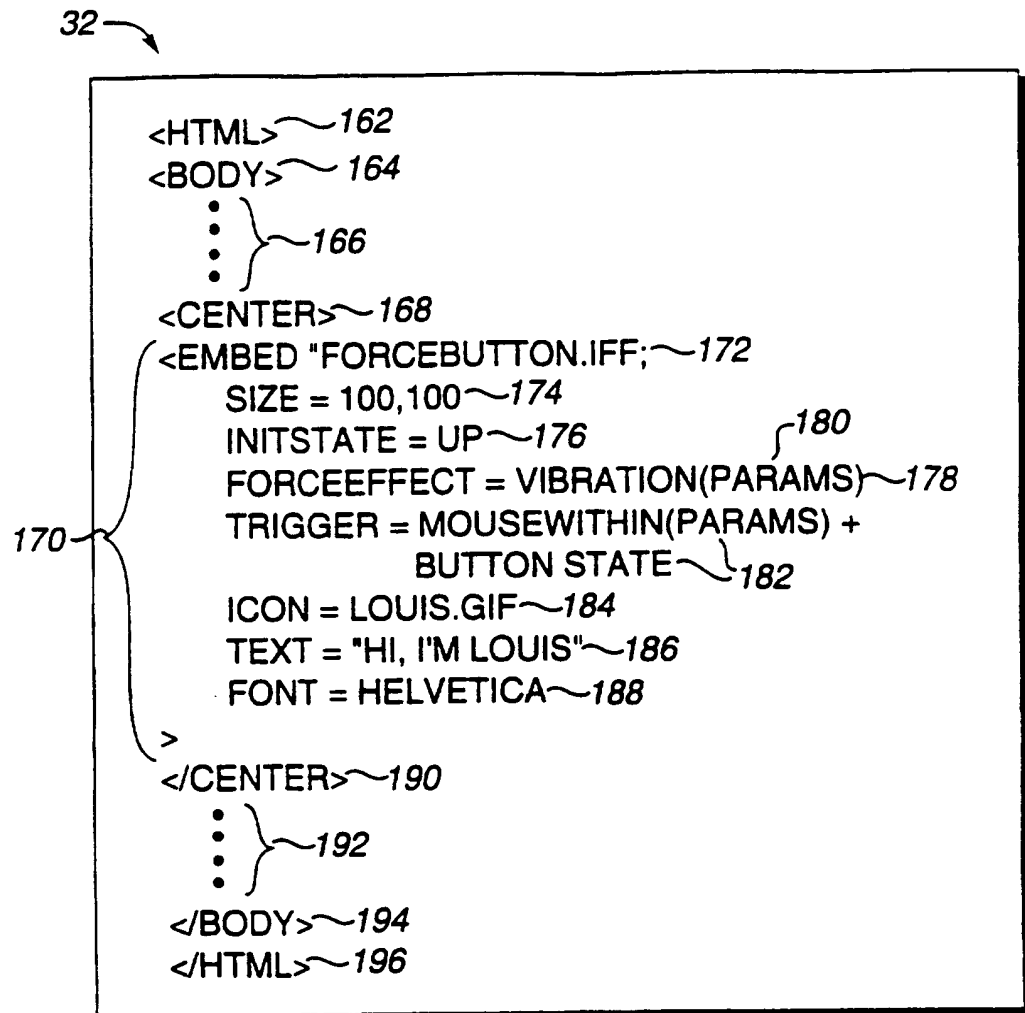 32
<HTML> 162
<BODY> 164
166
<CENTER> 168
<EMBED "FORCEBUTTON.IFF; 172
SIZE = 100,100 174
INITSTATE = UP 176
180
FORCEEFFECT = VIBRATION(PARAMS) 178
170
TRIGGER = MOUSEWITHIN(PARAMS) +
BUTTON STATE 182
ICON = LOUIS.GIF 184
TEXT = "HI, I'M LOUIS" 186
FONT = HELVETICA 188
>
</CENTER> 190
192
</BODY> 194
</HTML> 196